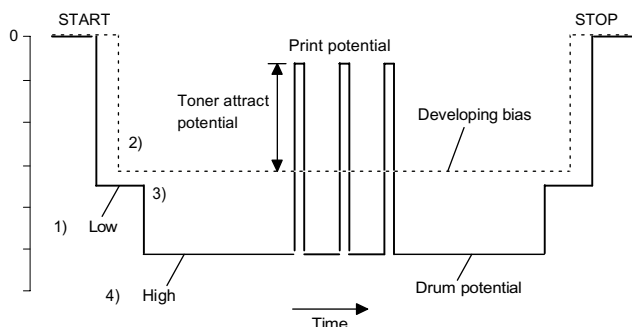 START
STOP
0
Print potential
Toner attract
potential
Developing bias
2)
3)
1)
Low
4)
High
Drum potential
Time